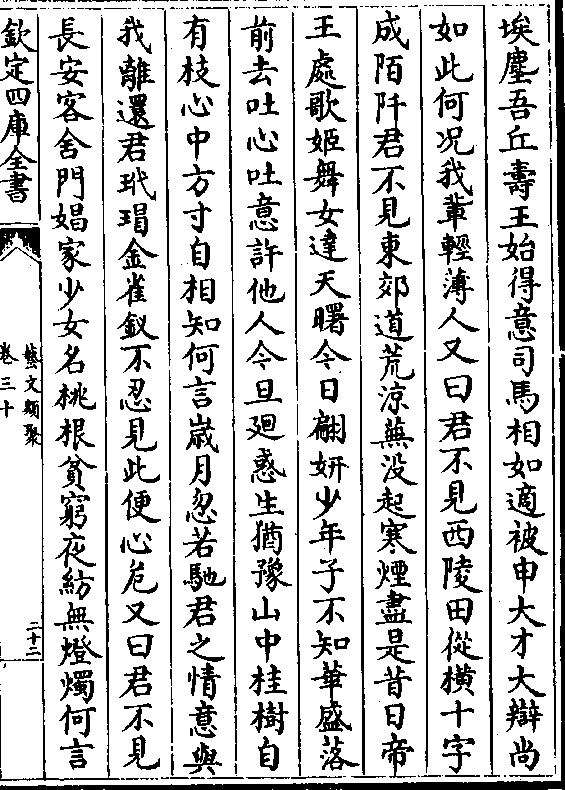 埃塵吾丘壽王始得意司馬相如適被申大才大辯尚
如此何况我輩輕薄人又曰君不見西陵田從橫十字
成陌阡君不見東郊道荒涼蕪没起寒煙盡是昔日帝
王處歌姬舞女達天曙今日翩妍少年子不知華盛落
前去吐心吐意許他人今旦廻惑生猶豫山中桂樹自
有枝心中方寸自相知何言嵗月忽若馳君之情意與
我離還君玳瑁金雀釵不忍見此便心危又曰君不見
長安客舍門娼家少女名桃根貧窮夜紡無燈燭何言
欽定四庫全書
藝文類聚
卷三十
二十二